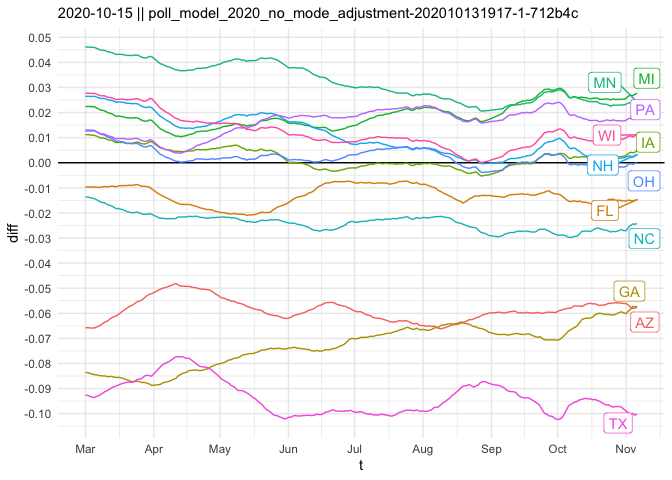 2020-10-15 || poll_model_2020_no_mode_adjustment-202010131917-1-712b4c
0.05
0.04
0.03
0.02
0.01
0.00
-0.01
-0.02
-0.03
-0.04
-0.05
-0.06
-0.07
-0.08
-0.09
-0.10
diff
MN
MI
PA
WI
IA
NH
OH
FL
NC
GA
AZ
TX
Mar Apr May Jun Jul Aug Sep Oct Nov
t